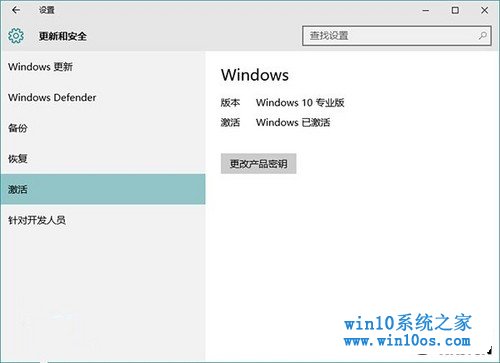 设置
更新和安全
查找设置
Windows 更新
Windows Defender
备份
恢复
激活
针对开发人员
Windows
版本 Windows 10 专业版
激活 Windows 已激活
更改产品密钥
win10系统之家
www.win10os.com